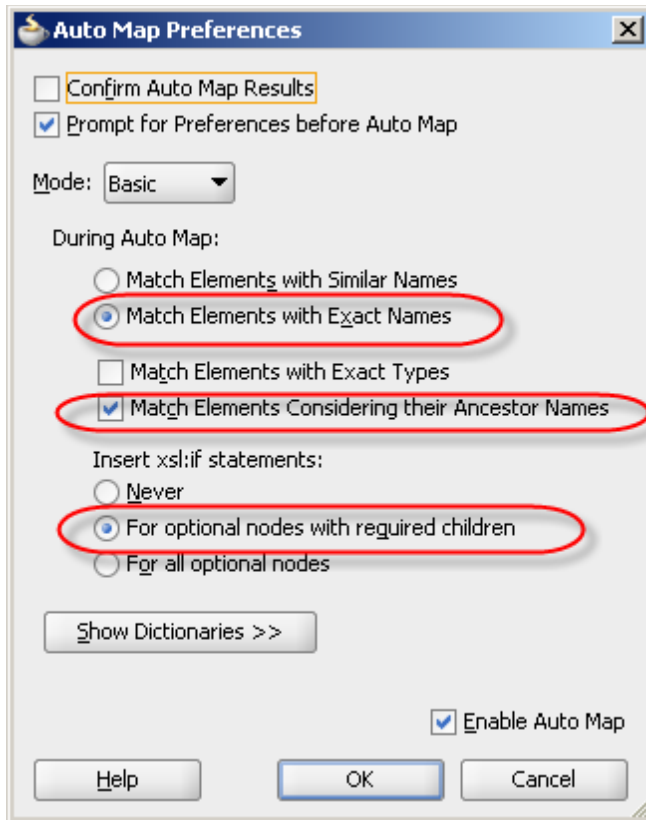 Auto Map Preferences
Confirm Auto Map Results
Prompt for Preferences before Auto Map
Mode: Basic
During Auto Map:
Match Elements with Similar Names
Match Elements with Exact Names
Match Elements with Exact Types
Match Elements Considering their Ancestor Names
Insert xsl:if statements:
Never
For optional nodes with required children
For all optional nodes
Show Dictionaries >>
Enable Auto Map
Help OK Cancel